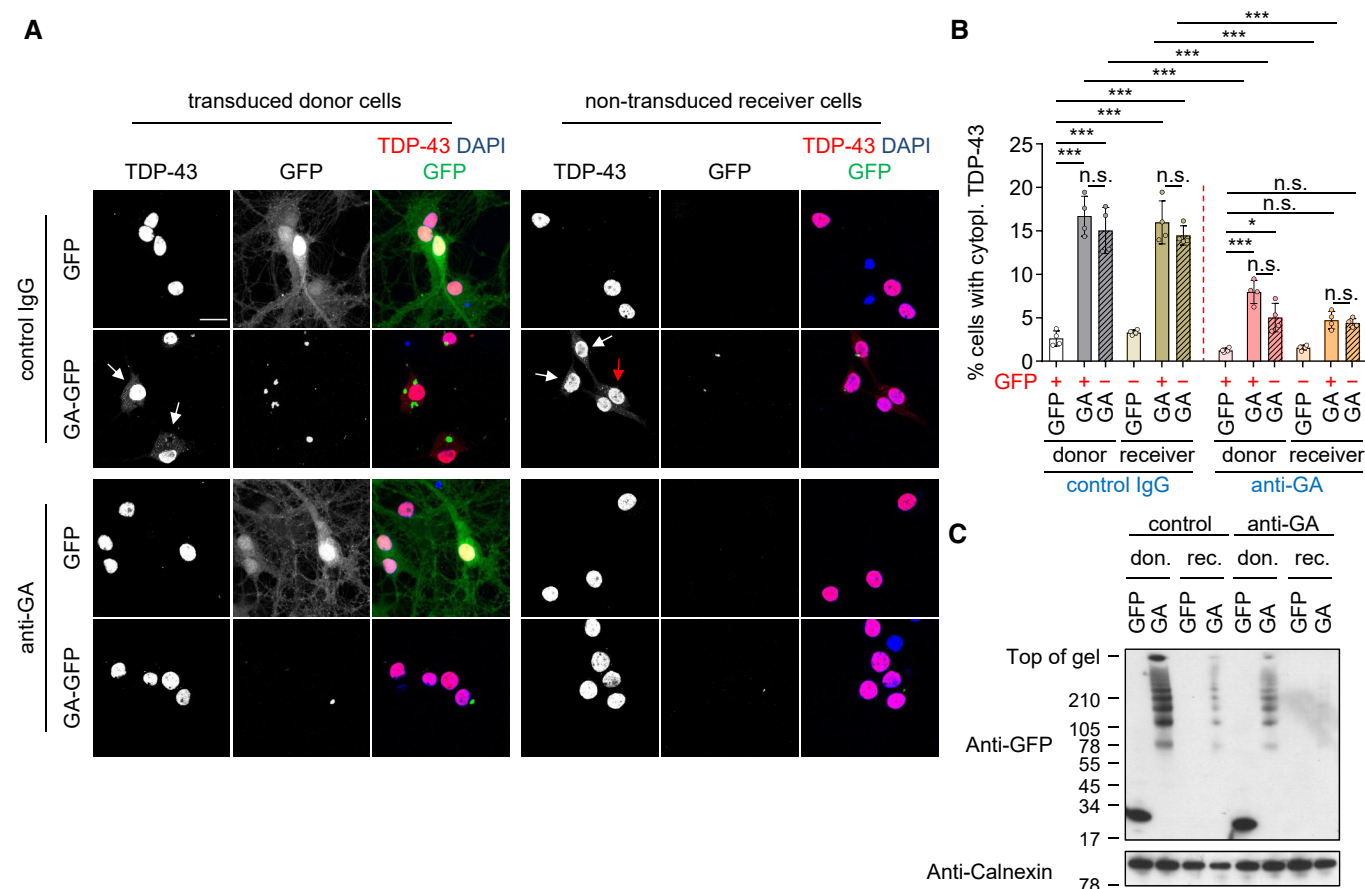 A
transduced donor cells
non-transduced receiver cells
TDP-43 DAPI
TDP-43 DAPI
TDP-43
GFP
GFP
TDP-43
GFP
GFP
control IgG
GFP
GA-GFP
anti-GA
GFP
GA-GFP
B
***
***
***
***
***
***
***
***
n.s.
n.s.
n.s.
n.s.
*
***
n.s.
n.s.
% cells with cytopl. TDP-43
25
20
15
10
5
0
GFP + + − − + − + + − − + −
GFP GA GA GFP GA GA GFP GA GA GFP GA GA
donor receiver donor receiver
control IgG anti-GA
C
control anti-GA
don. rec. don. rec.
GFP GA GFP GA GFP GA GFP GA
Top of gel
210
105
Anti-GFP
78
55
45
34
17
Anti-Calnexin
78